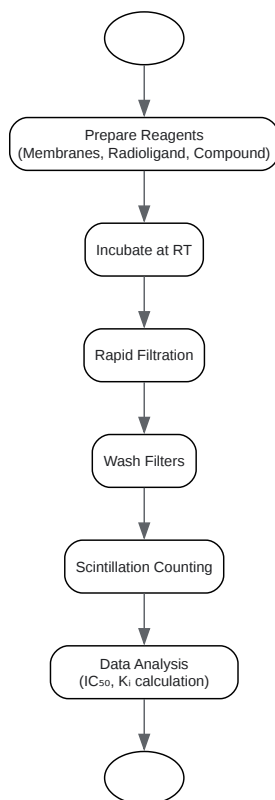 Prepare Reagents
(Membranes, Radioligand, Compound)
Incubate at RT
Rapid Filtration
Wash Filters
Scintillation Counting
Data Analysis
(IC₅₀, Kᵢ calculation)